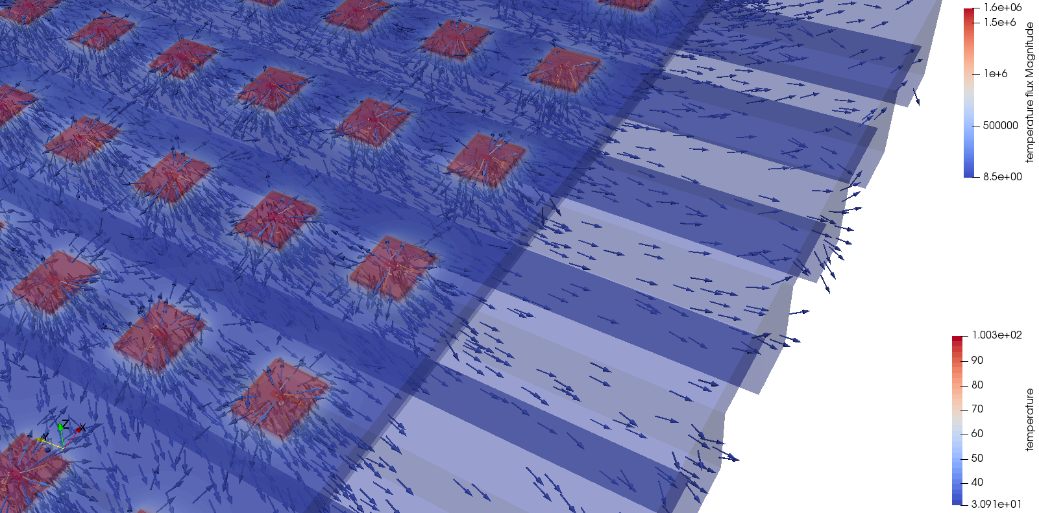 1.6e+06
1.5e+6
1e+6
500000
8.5e+00
temperature flux Magnitude
1.003e+02
90
80
70
60
50
40
3.091e+01
temperature
Z
X
Y